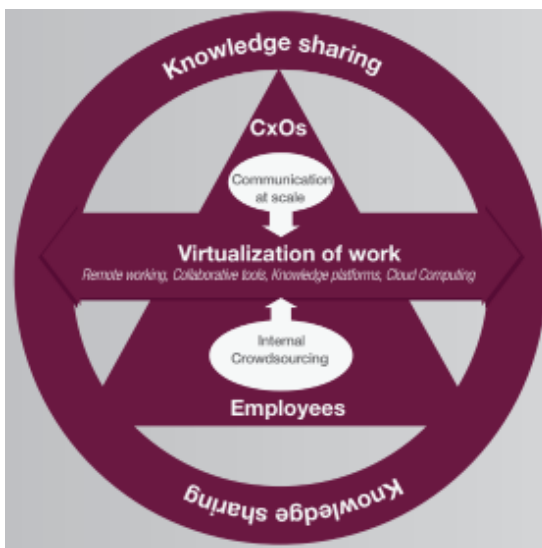 Knowledge sharing
CxOs
Communication
at scale
Virtualization of work
Remote working, Collaborative tools, Knowledge platforms, Cloud Computing
Internal
Crowdsourcing
Employees
Knowledge sharing